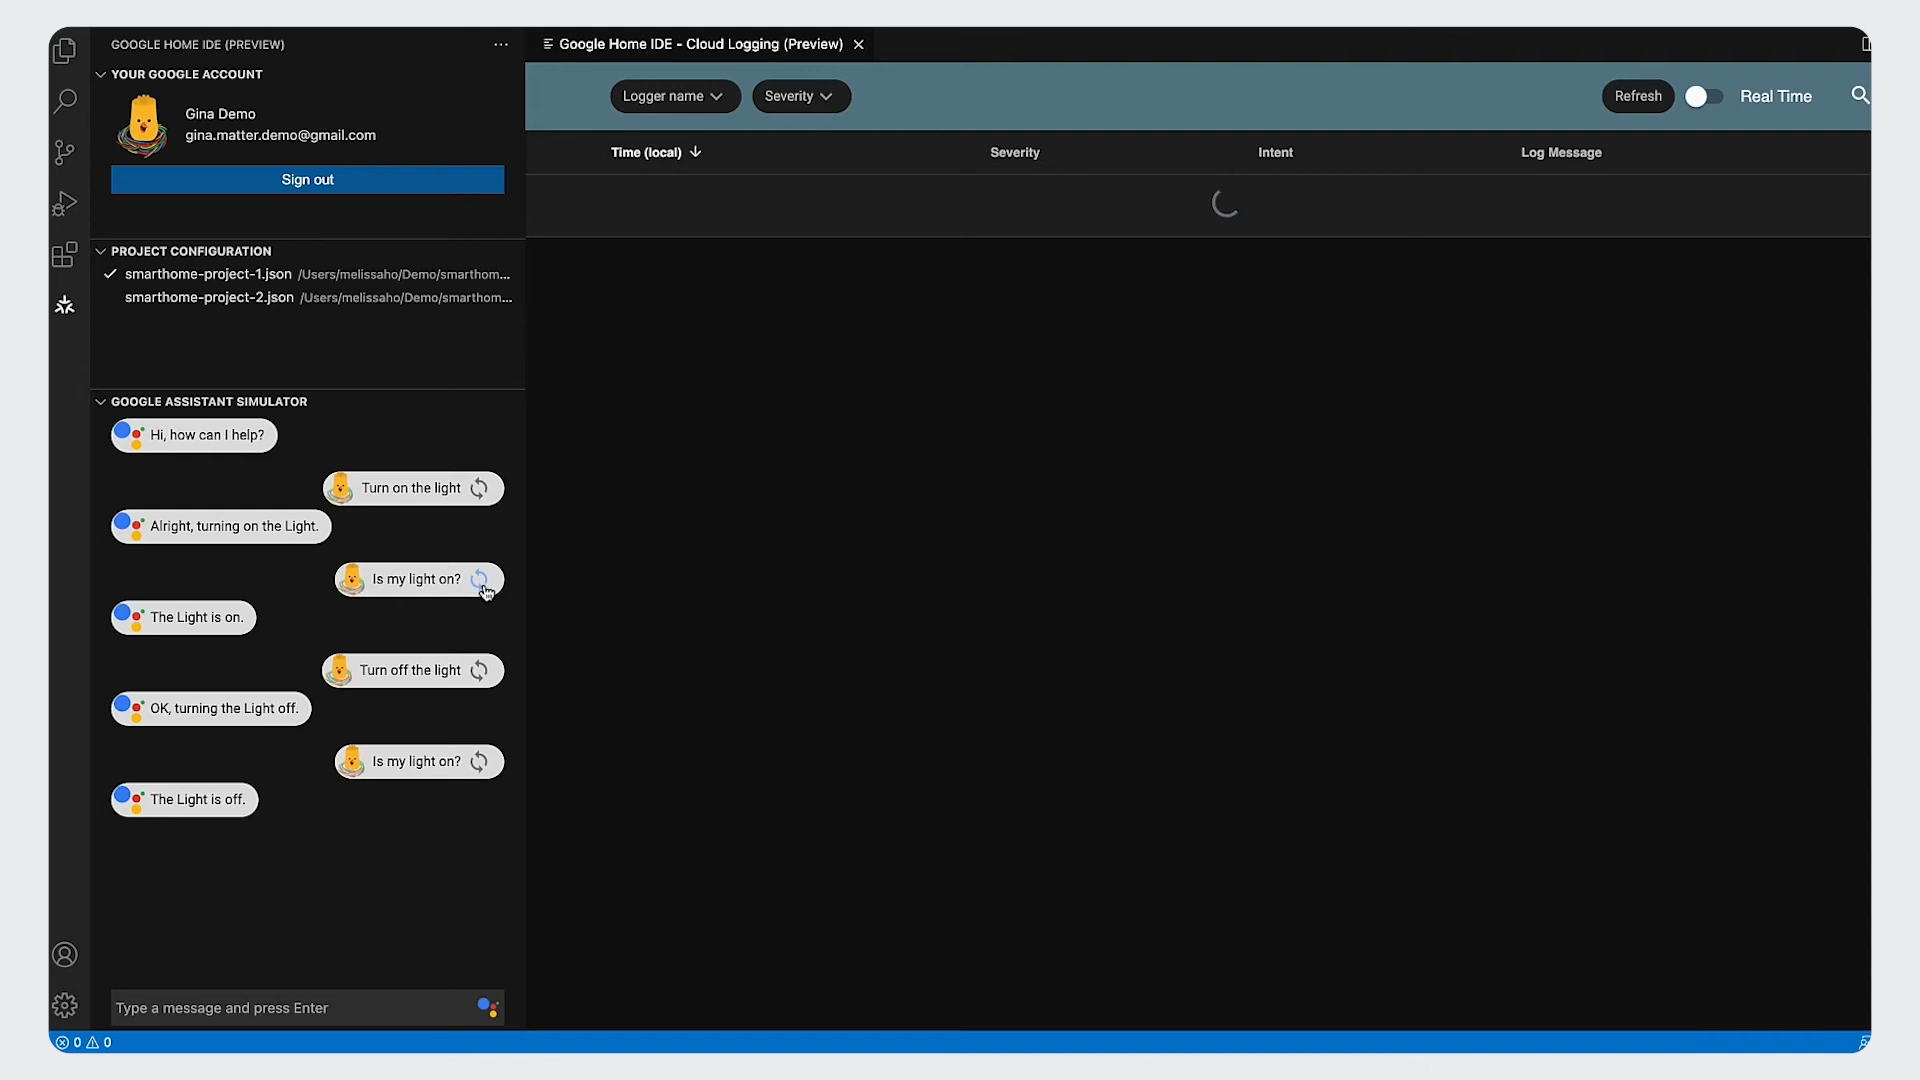 GOOGLE HOME IDE (PREVIEW)
YOUR GOOGLE ACCOUNT
Gina Demo
gina.matter.demo@gmail.com
Sign out
PROJECT CONFIGURATION
smarthome-project-1.json /Users/melissaho/Demo/smarthom...
smarthome-project-2.json /Users/melissaho/Demo/smarthom...
GOOGLE ASSISTANT SIMULATOR
Hi, how can I help?
Turn on the light
Alright, turning on the Light.
Is my light on?
The Light is on.
Turn off the light
OK, turning the Light off.
Is my light on?
The Light is off.
Type a message and press Enter
0 0
Google Home IDE - Cloud Logging (Preview)
Logger name Severity Refresh Real Time
Time (local) Severity Intent Log Message